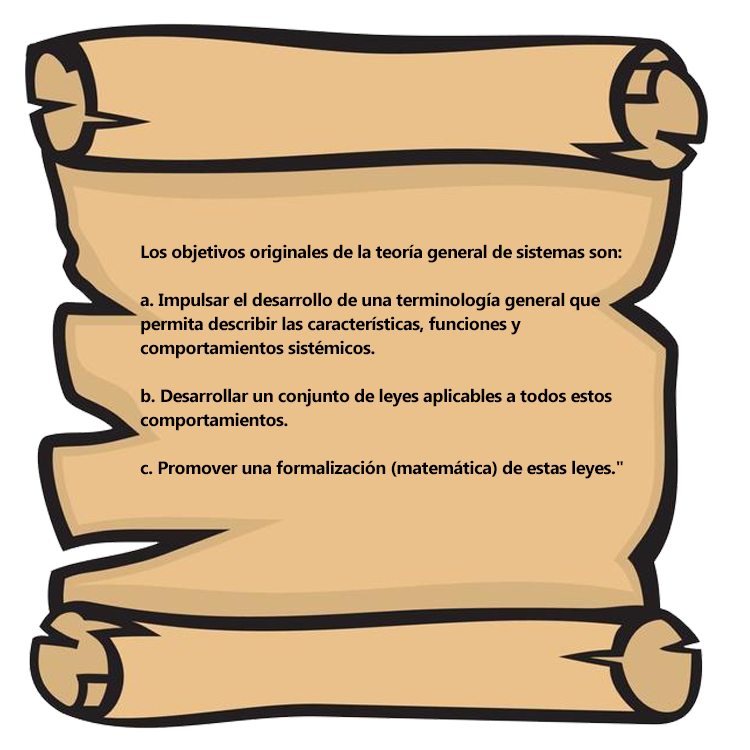 Los objetivos originales de la teoría general de sistemas son:
a. Impulsar el desarrollo de una terminología general que
permita describir las características, funciones y
comportamientos sistémicos.
b. Desarrollar un conjunto de leyes aplicables a todos estos
comportamientos.
c. Promover una formalización (matemática) de estas leyes."